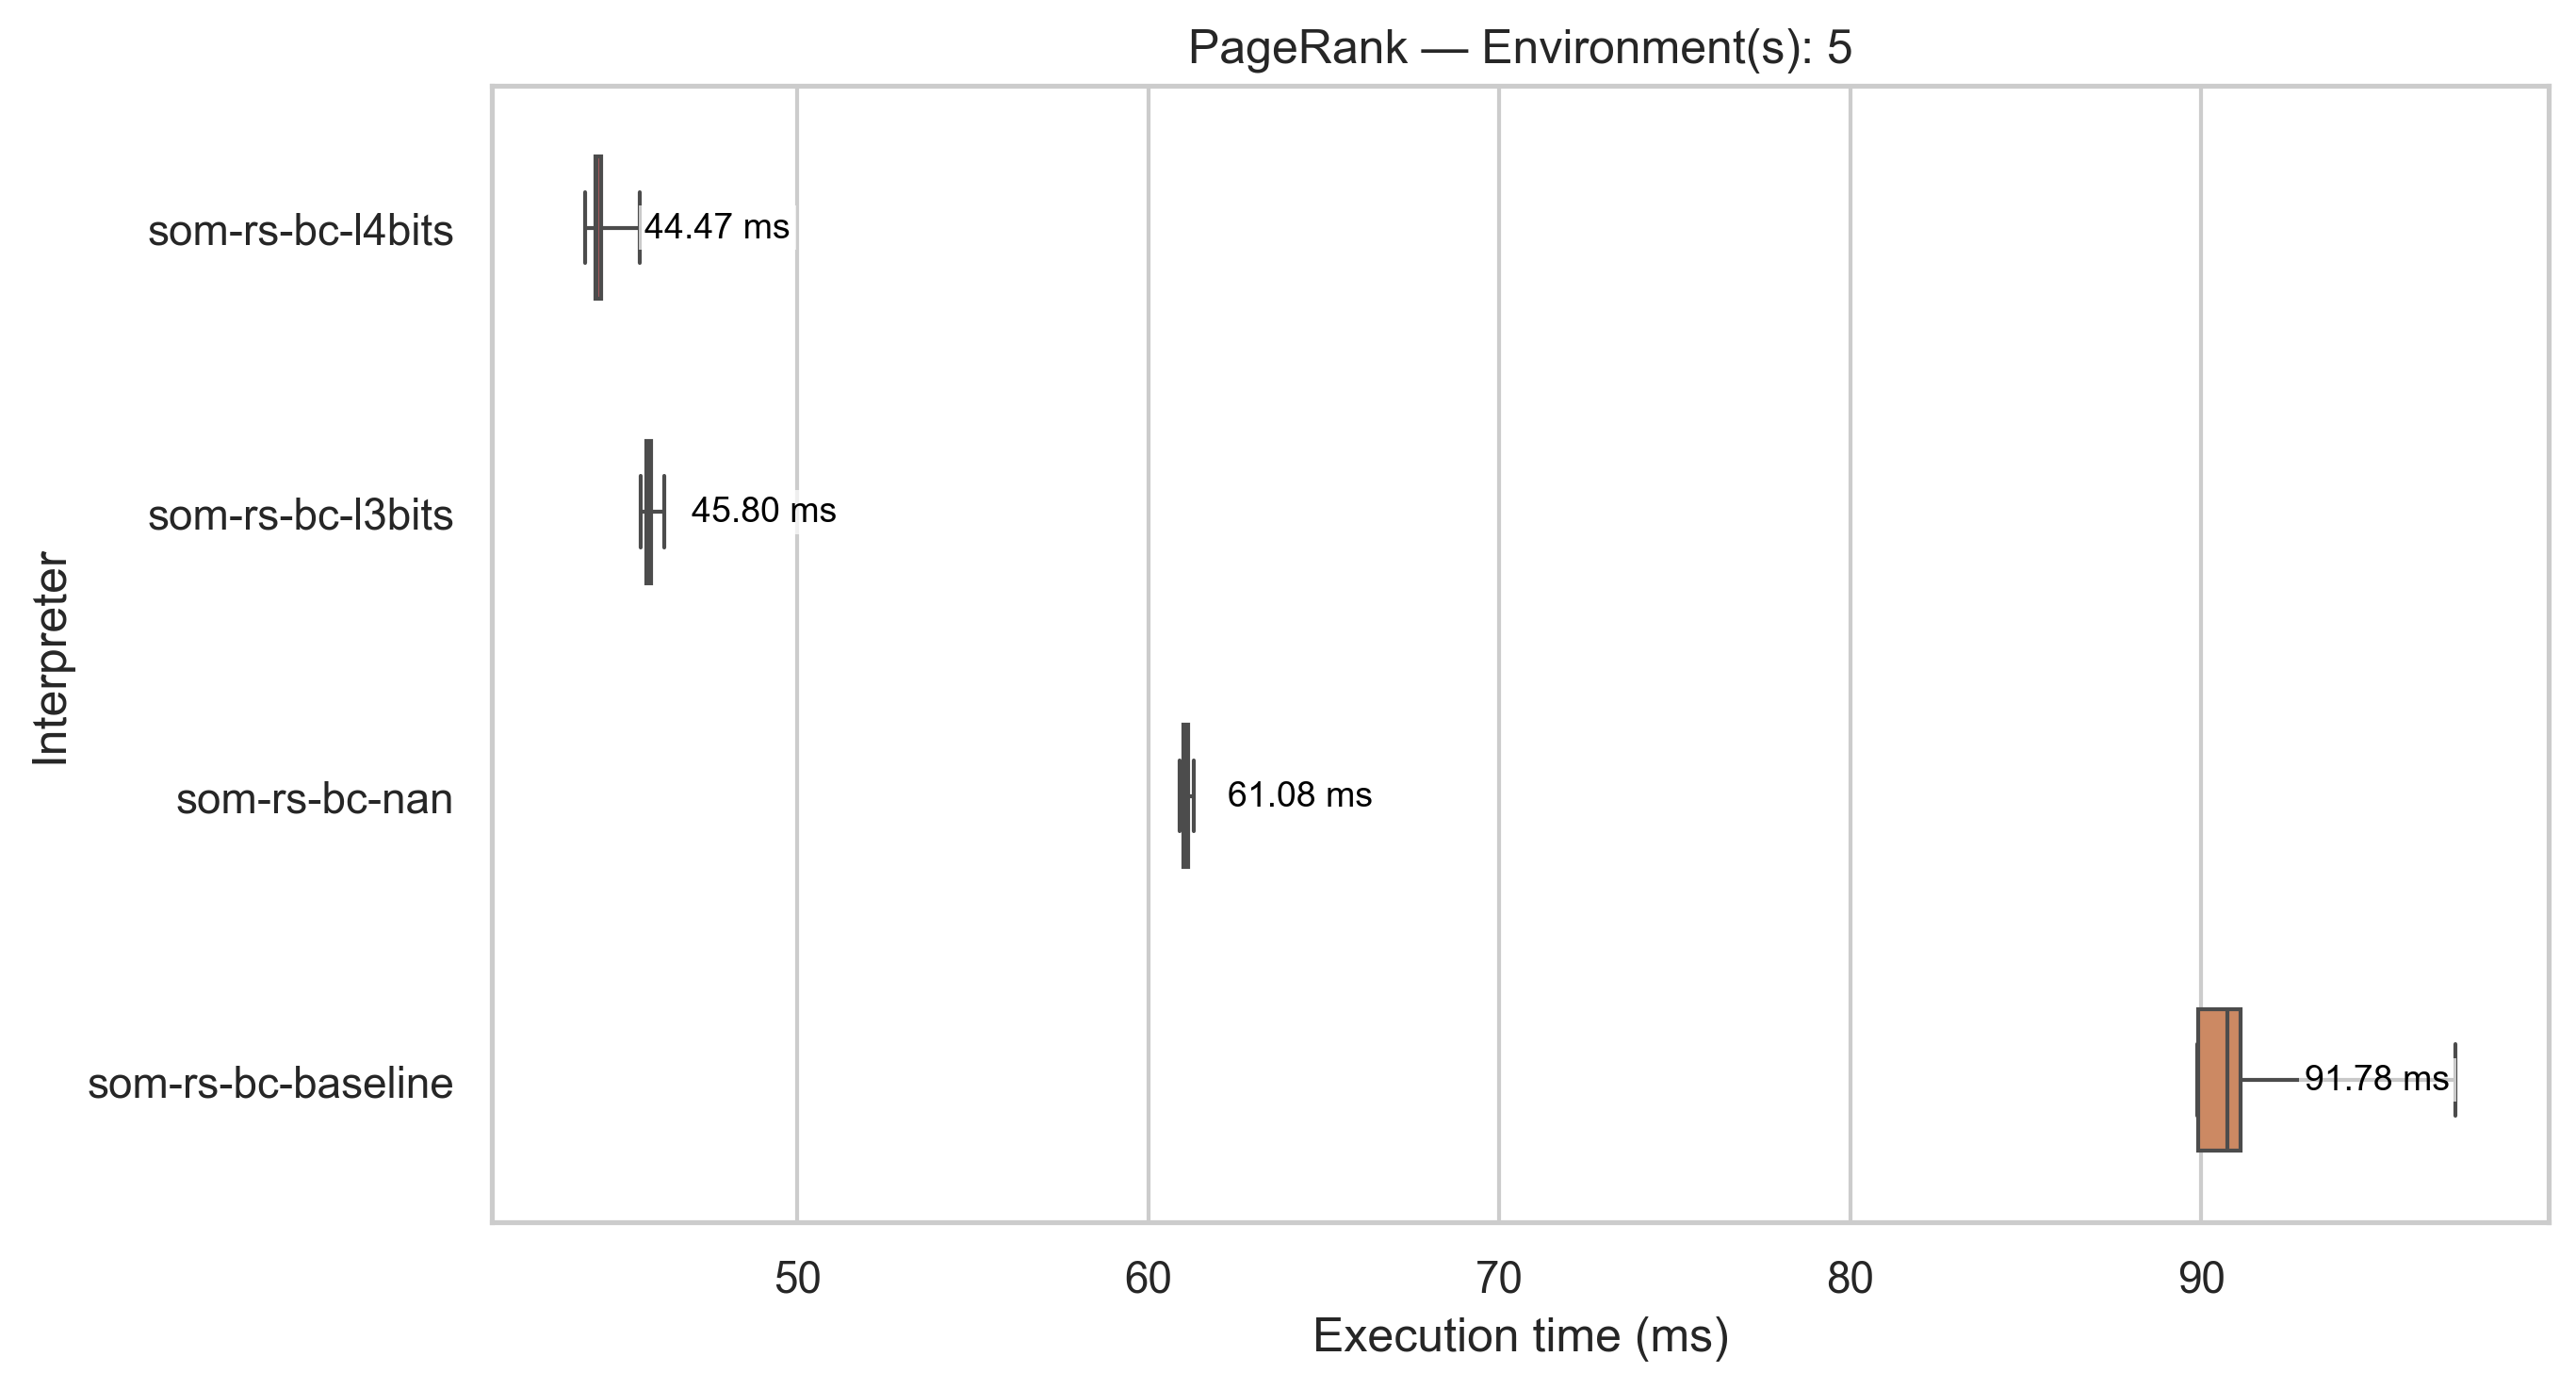 PageRank — Environment(s): 5
Interpreter
som-rs-bc-l4bits
44.47 ms
som-rs-bc-l3bits
45.80 ms
som-rs-bc-nan
61.08 ms
som-rs-bc-baseline
91.78 ms
50 60 70 80 90
Execution time (ms)